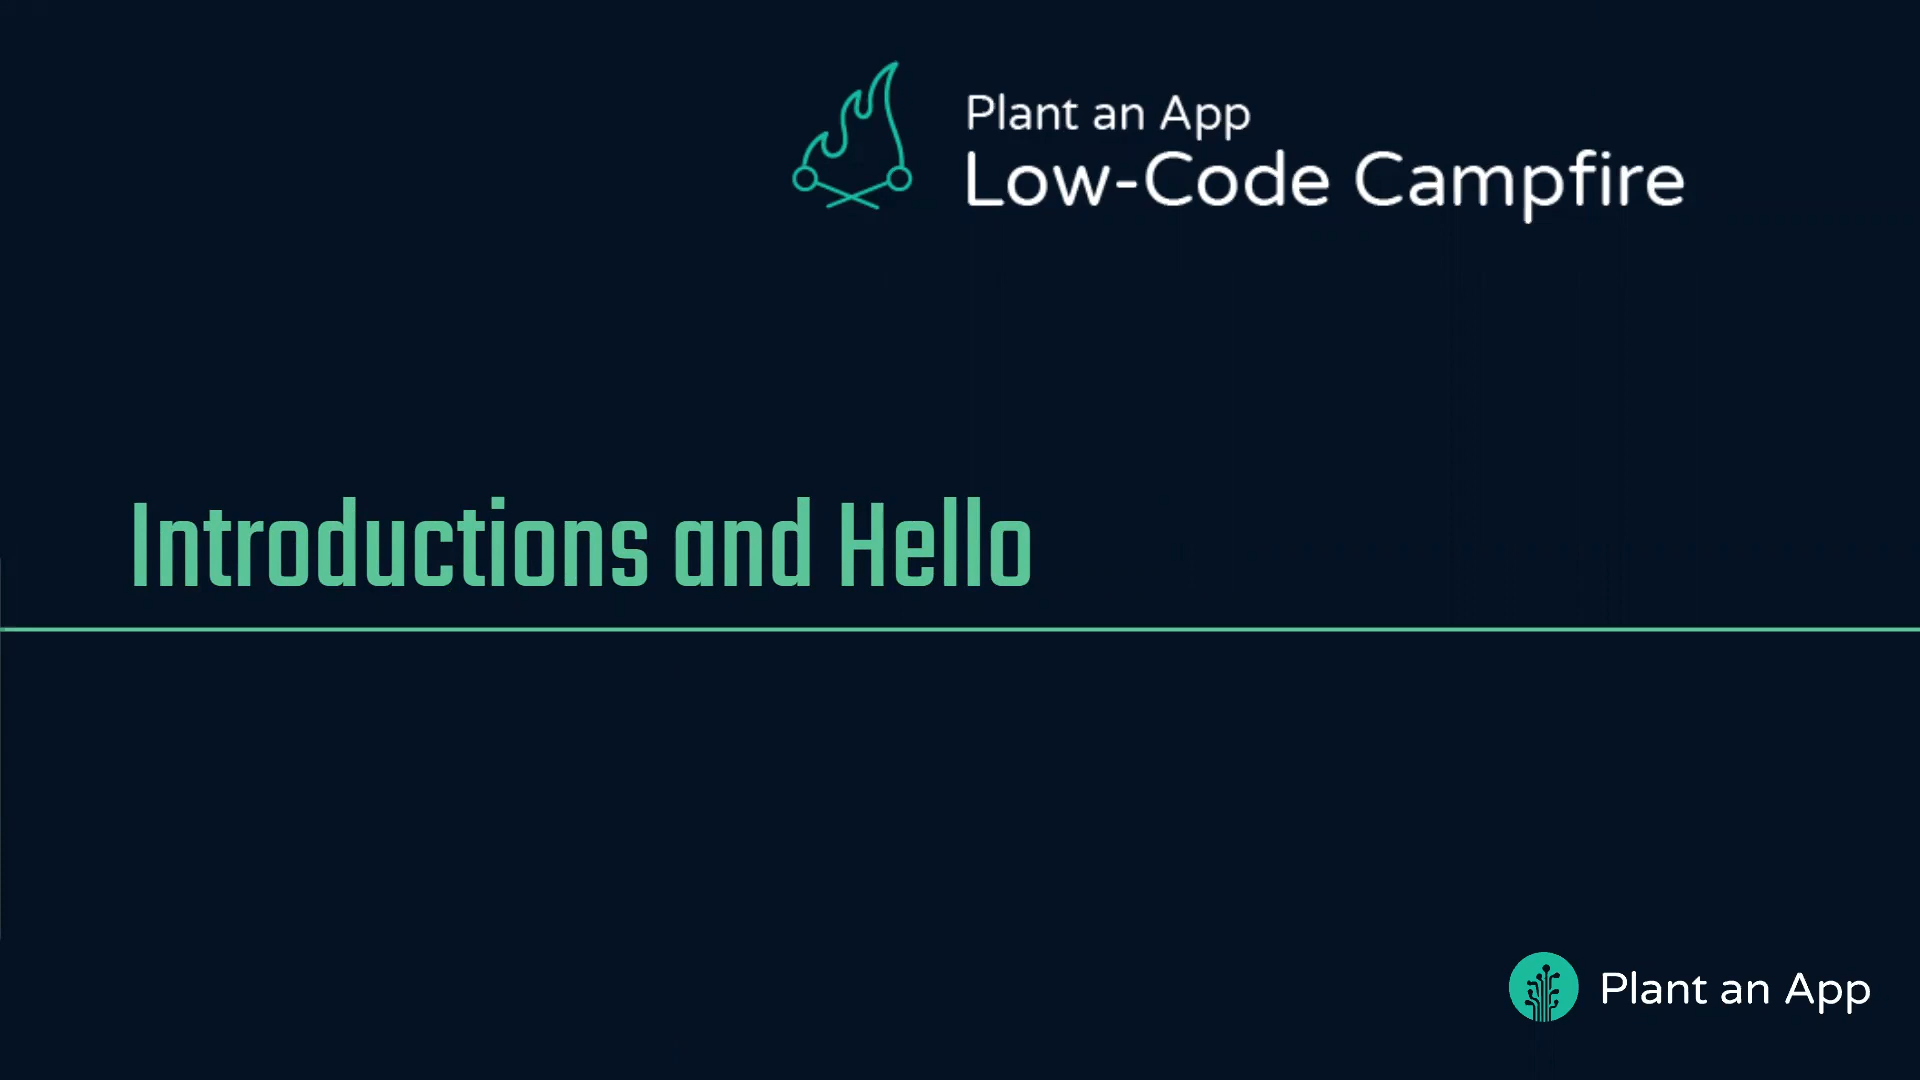 Plant an App
Low-Code Campfire
Introductions and Hello
Plant an App